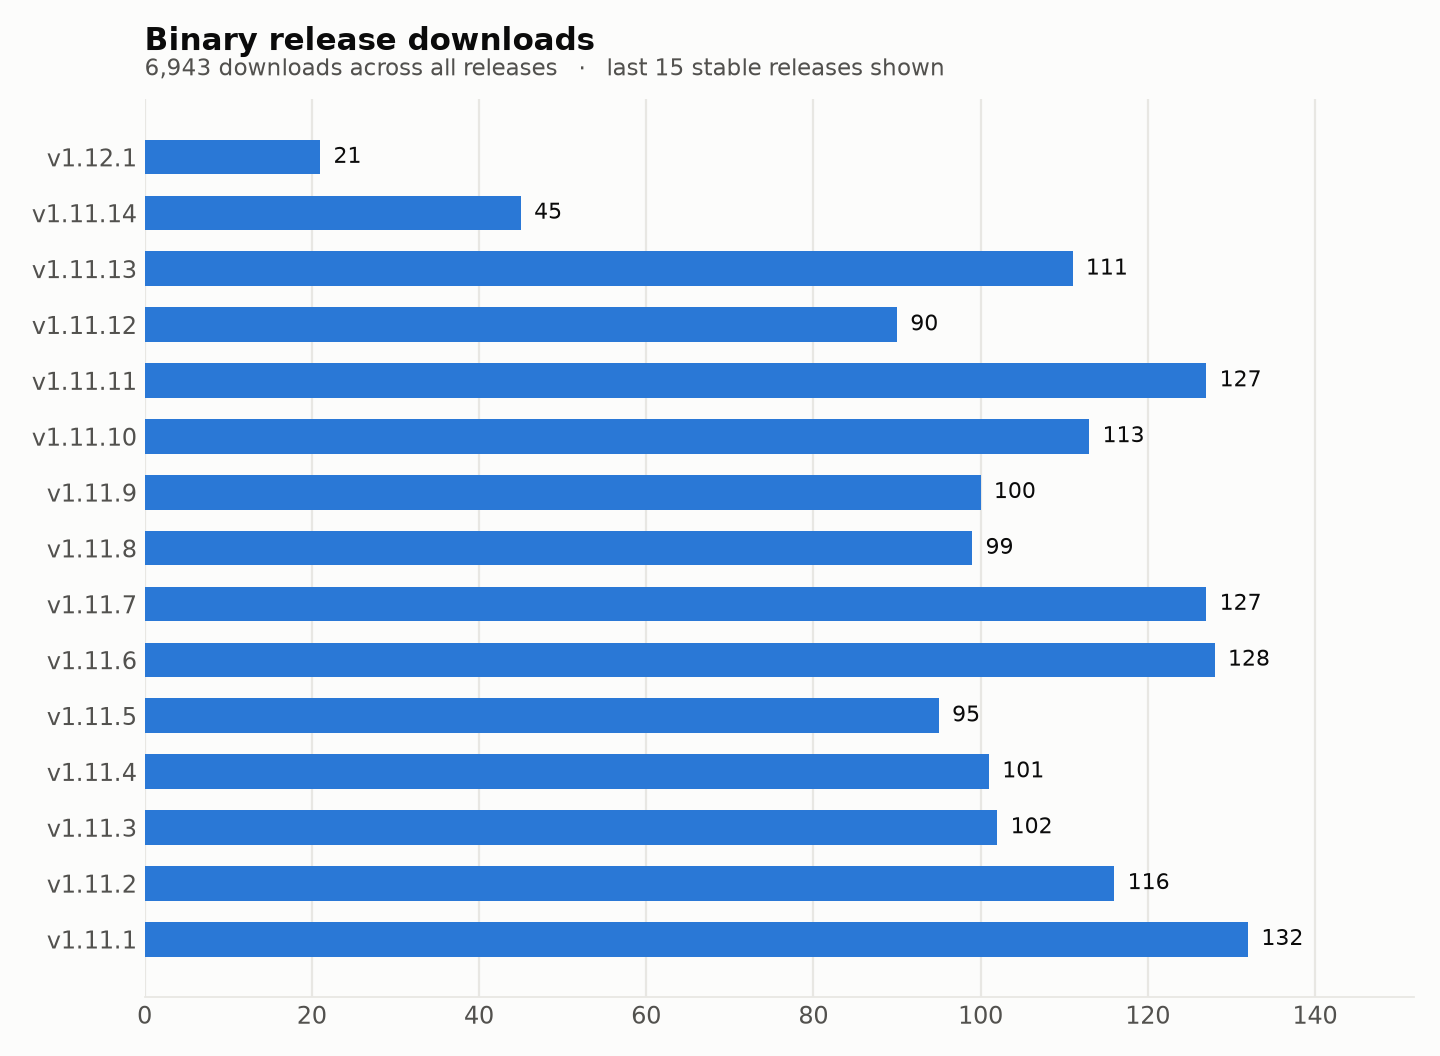 Binary release downloads
6,943 downloads across all releases · last 15 stable releases shown
v1.12.1 21
v1.11.14 45
v1.11.13 111
v1.11.12 90
v1.11.11 127
v1.11.10 113
v1.11.9 100
v1.11.8 99
v1.11.7 127
v1.11.6 128
v1.11.5 95
v1.11.4 101
v1.11.3 102
v1.11.2 116
v1.11.1 132
0 20 40 60 80 100 120 140